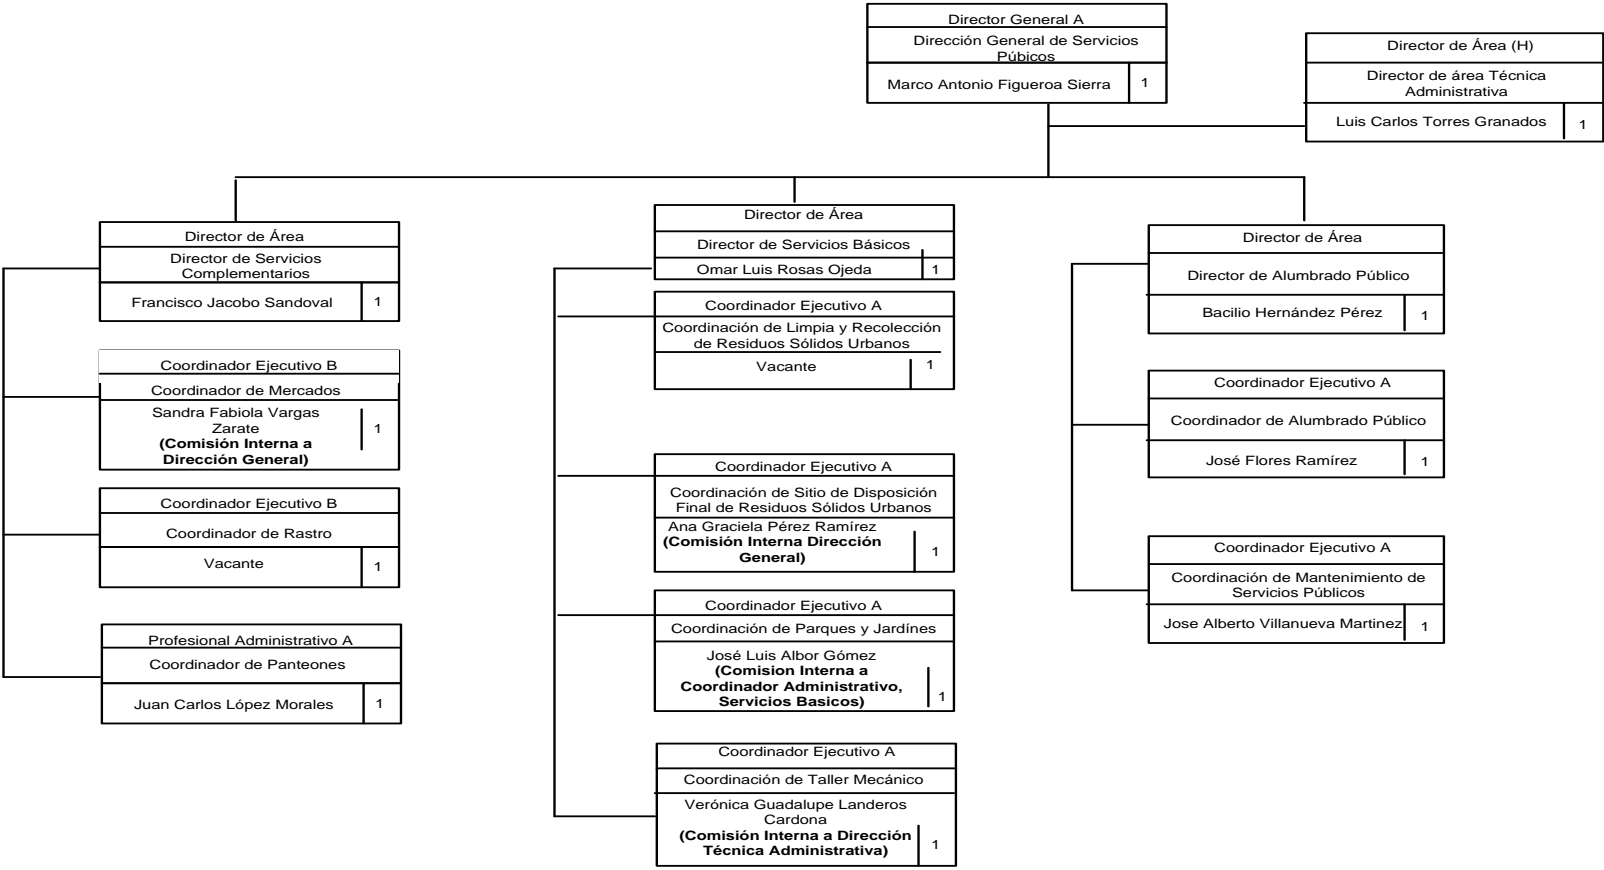 Director General A
Dirección General de Servicios
Púbicos
Marco Antonio Figueroa Sierra
1
Director de Área (H)
Director de área Técnica
Administrativa
Luis Carlos Torres Granados
1
Director de Área
Director de Servicios
Complementarios
Francisco Jacobo Sandoval
1
Coordinador Ejecutivo B
Coordinador de Mercados
Sandra Fabiola Vargas
Zarate
(Comisión Interna a
Dirección General)
1
Coordinador Ejecutivo B
Coordinador de Rastro
Vacante
1
Profesional Administrativo A
Coordinador de Panteones
Juan Carlos López Morales
1
Director de Área
Director de Servicios Básicos
Omar Luis Rosas Ojeda
1
Coordinador Ejecutivo A
Coordinación de Limpia y Recolección
de Residuos Sólidos Urbanos
Vacante
1
Coordinador Ejecutivo A
Coordinación de Sitio de Disposición
Final de Residuos Sólidos Urbanos
Ana Graciela Pérez Ramírez
(Comisión Interna Dirección
General)
1
Coordinador Ejecutivo A
Coordinación de Parques y Jardínes
José Luis Albor Gómez
(Comision Interna a
Coordinador Administrativo,
Servicios Basicos)
1
Coordinador Ejecutivo A
Coordinación de Taller Mecánico
Verónica Guadalupe Landeros
Cardona
(Comisión Interna a Dirección
Técnica Administrativa)
1
Director de Área
Director de Alumbrado Público
Bacilio Hernández Pérez
1
Coordinador Ejecutivo A
Coordinador de Alumbrado Público
José Flores Ramírez
1
Coordinador Ejecutivo A
Coordinación de Mantenimiento de
Servicios Públicos
Jose Alberto Villanueva Martinez
1